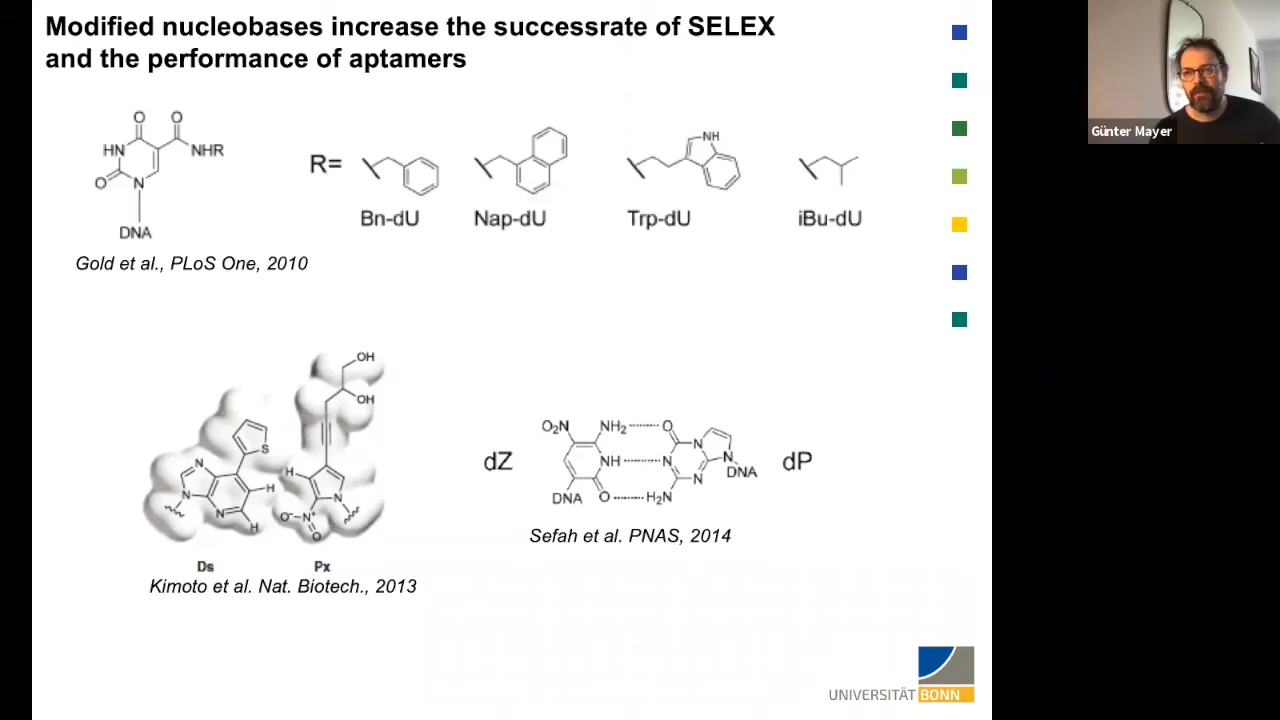 Modified nucleobases increase the successrate of SELEX
and the performance of aptamers
Günter Mayer
O O
HN NHR
O N
DNA
R=
NH
Bn-dU Nap-dU Trp-dU iBu-dU
Gold et al., PLoS One, 2010
OH
OH
S
N H
N N
H
N O⁻ N⁺
H O
Ds Px
Kimoto et al. Nat. Biotech., 2013
O₂N NH₂ O
N
dZ NH N N dP
N DNA
DNA O H₂N
Sefah et al. PNAS, 2014
UNIVERSITÄT BONN